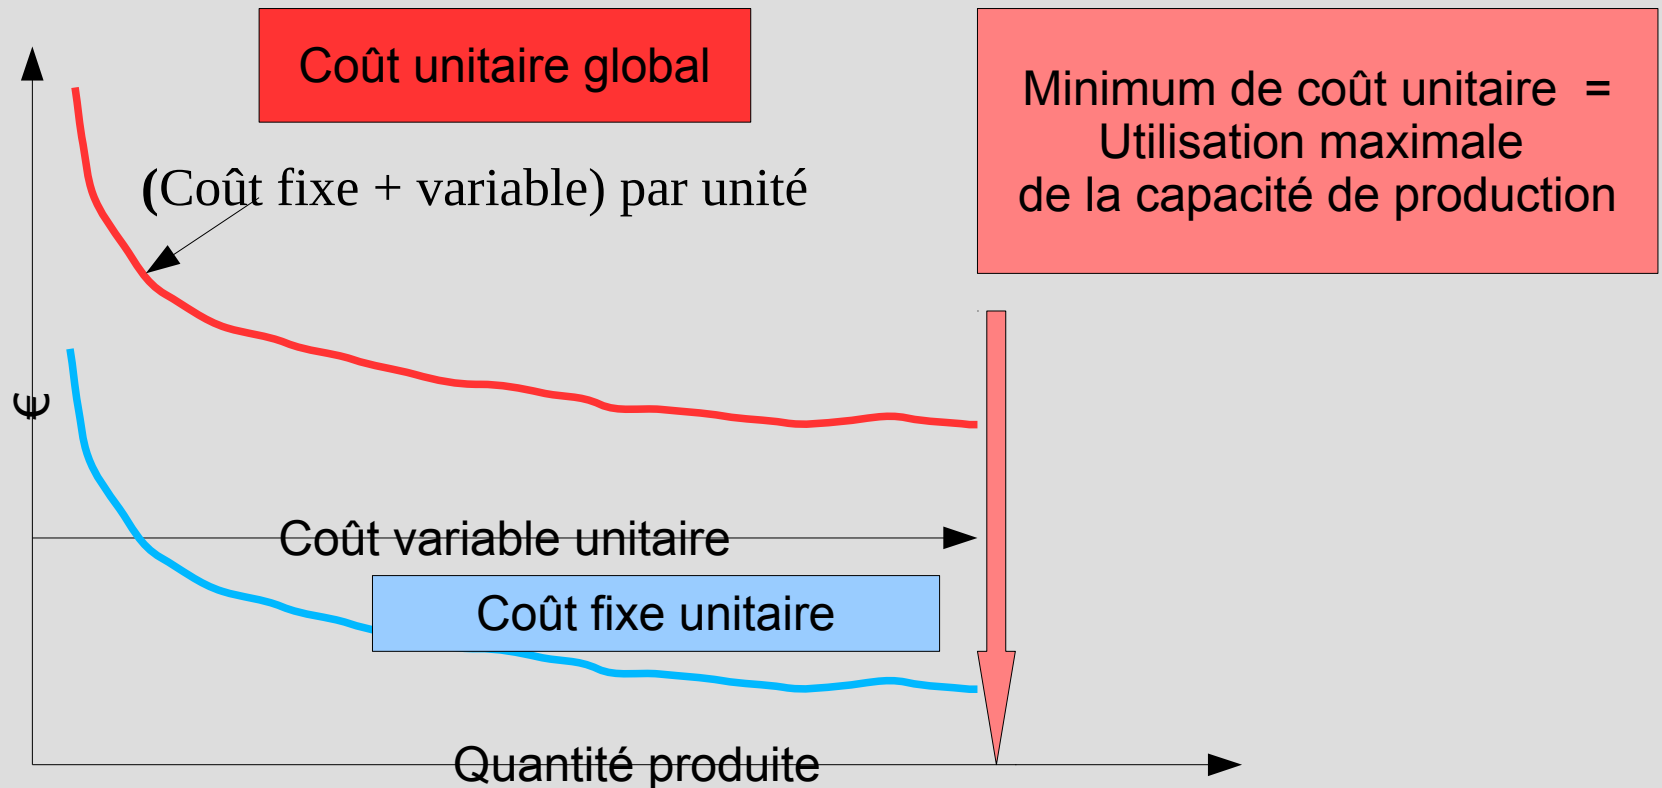 Coût unitaire global
Minimum de coût unitaire =
Utilisation maximale
de la capacité de production
(Coût fixe + variable) par unité
€
Coût variable unitaire
Coût fixe unitaire
Quantité produite